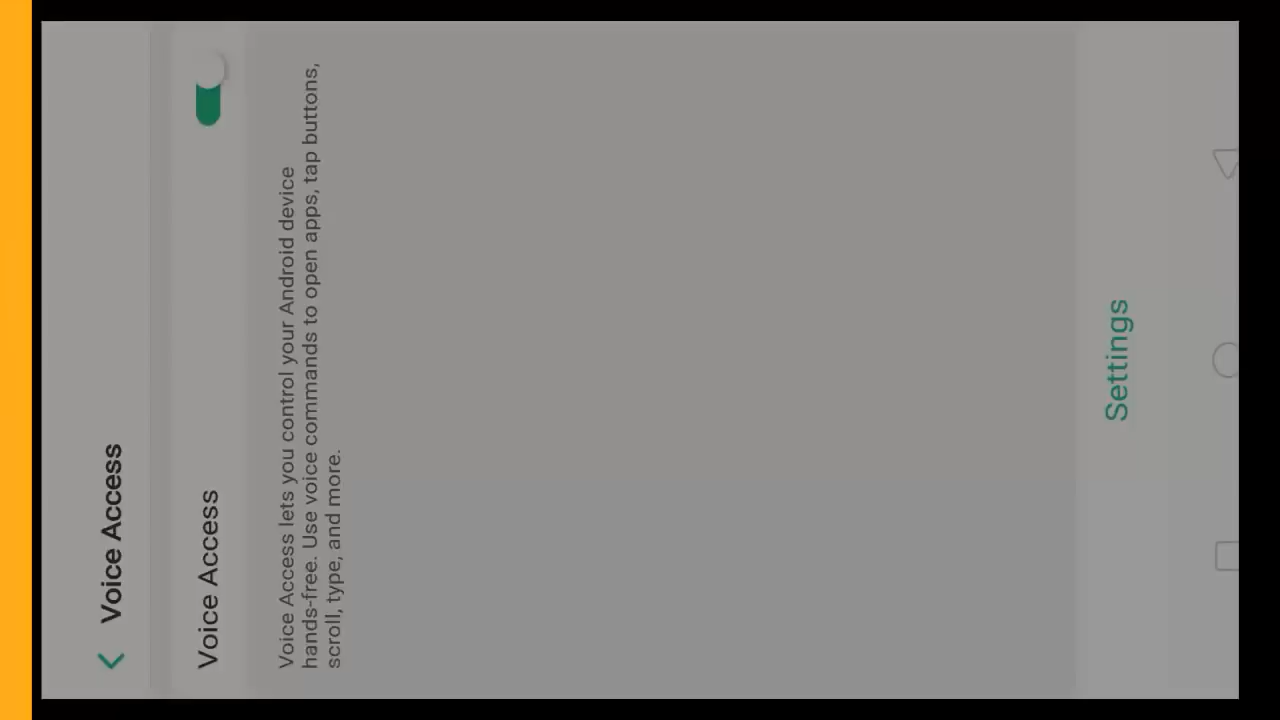 Voice Access
Voice Access
Voice Access lets you control your Android device
hands-free. Use voice commands to open apps, tap buttons,
scroll, type, and more.
Settings